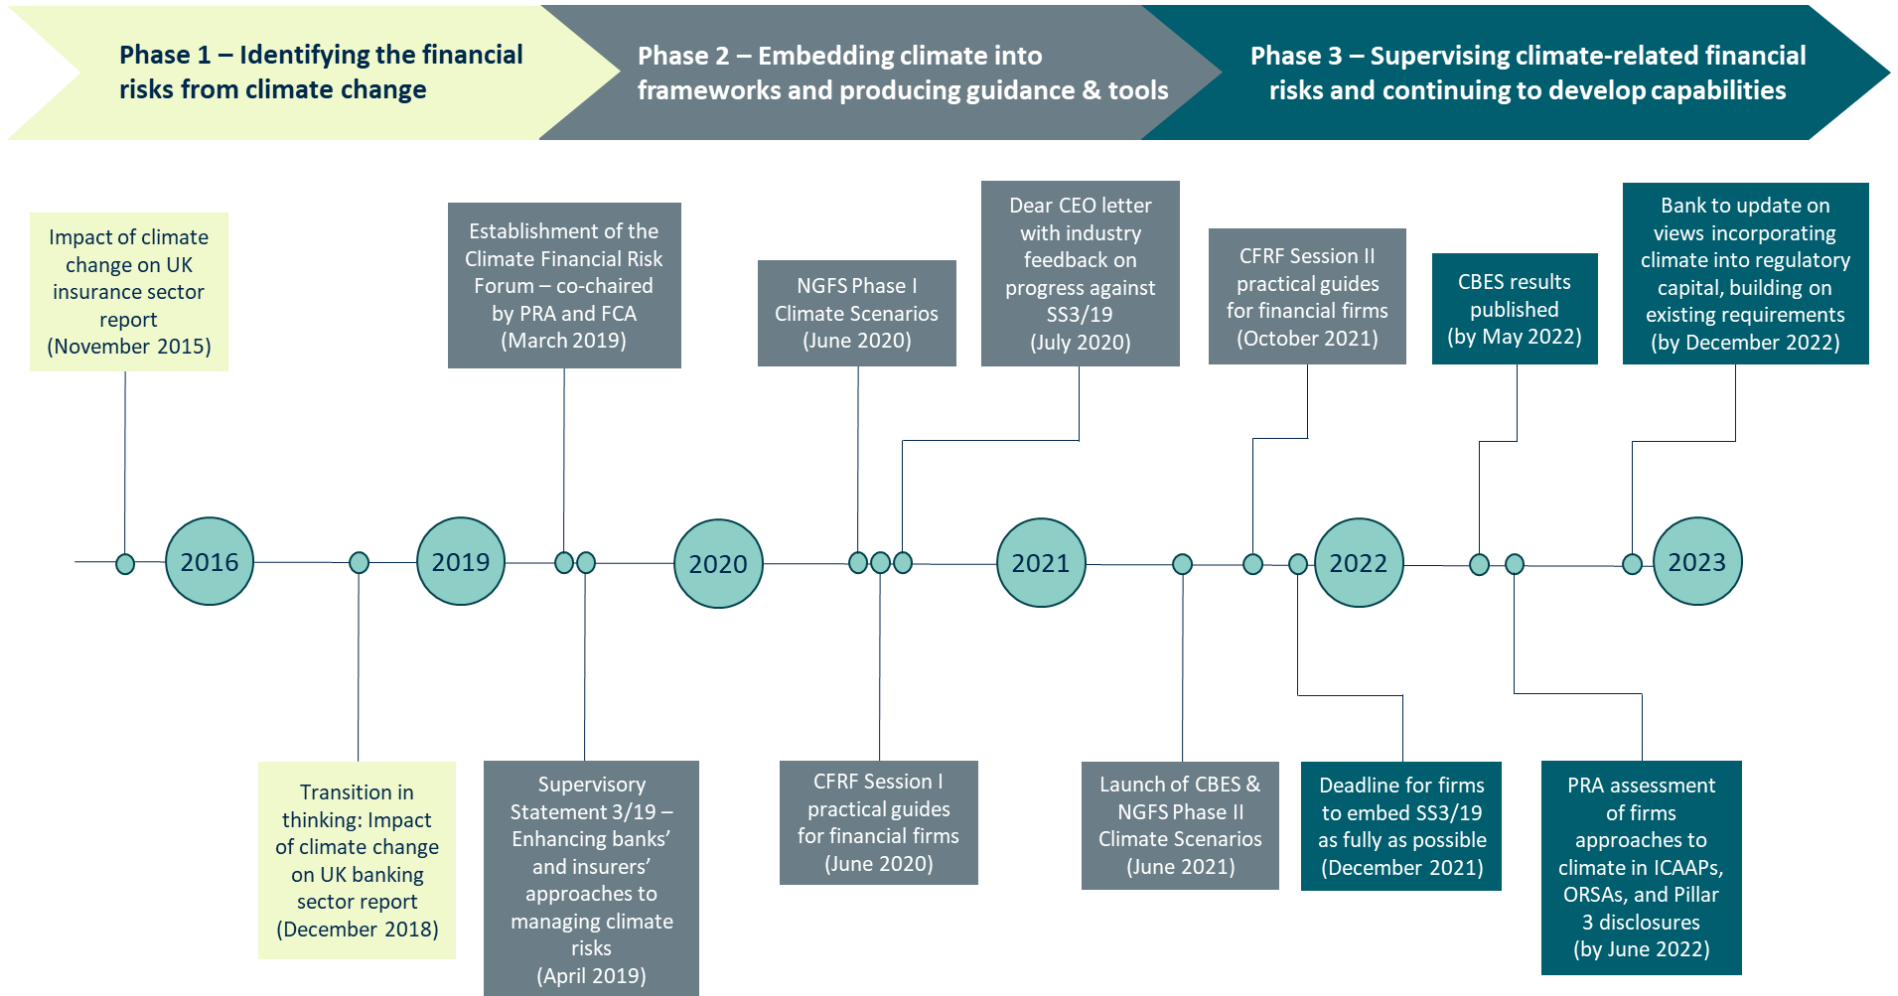 Phase 1 – Identifying the financial
risks from climate change
Phase 2 – Embedding climate into
frameworks and producing guidance & tools
Phase 3 – Supervising climate-related financial
risks and continuing to develop capabilities
Impact of climate
change on UK
insurance sector
report
(November 2015)
Establishment of the
Climate Financial Risk
Forum – co-chaired
by PRA and FCA
(March 2019)
NGFS Phase I
Climate Scenarios
(June 2020)
Dear CEO letter
with industry
feedback on
progress against
SS3/19
(July 2020)
CFRF Session II
practical guides
for financial firms
(October 2021)
CBES results
published
(by May 2022)
Bank to update on
views incorporating
climate into regulatory
capital, building on
existing requirements
(by December 2022)
2016
2019
2020
2021
2022
2023
Transition in
thinking: Impact
of climate change
on UK banking
sector report
(December 2018)
Supervisory
Statement 3/19 –
Enhancing banks’
and insurers’
approaches to
managing climate
risks
(April 2019)
CFRF Session I
practical guides
for financial firms
(June 2020)
Launch of CBES &
NGFS Phase II
Climate Scenarios
(June 2021)
Deadline for firms
to embed SS3/19
as fully as possible
(December 2021)
PRA assessment
of firms
approaches to
climate in ICAAPs,
ORSAs, and Pillar
3 disclosures
(by June 2022)